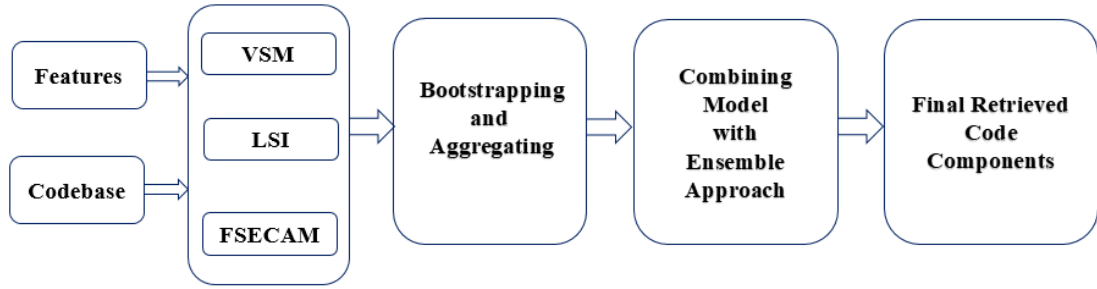 Features
Codebase
VSM
LSI
FSECAM
Bootstrapping
and
Aggregating
Combining
Model
with
Ensemble
Approach
Final Retrieved
Code
Components